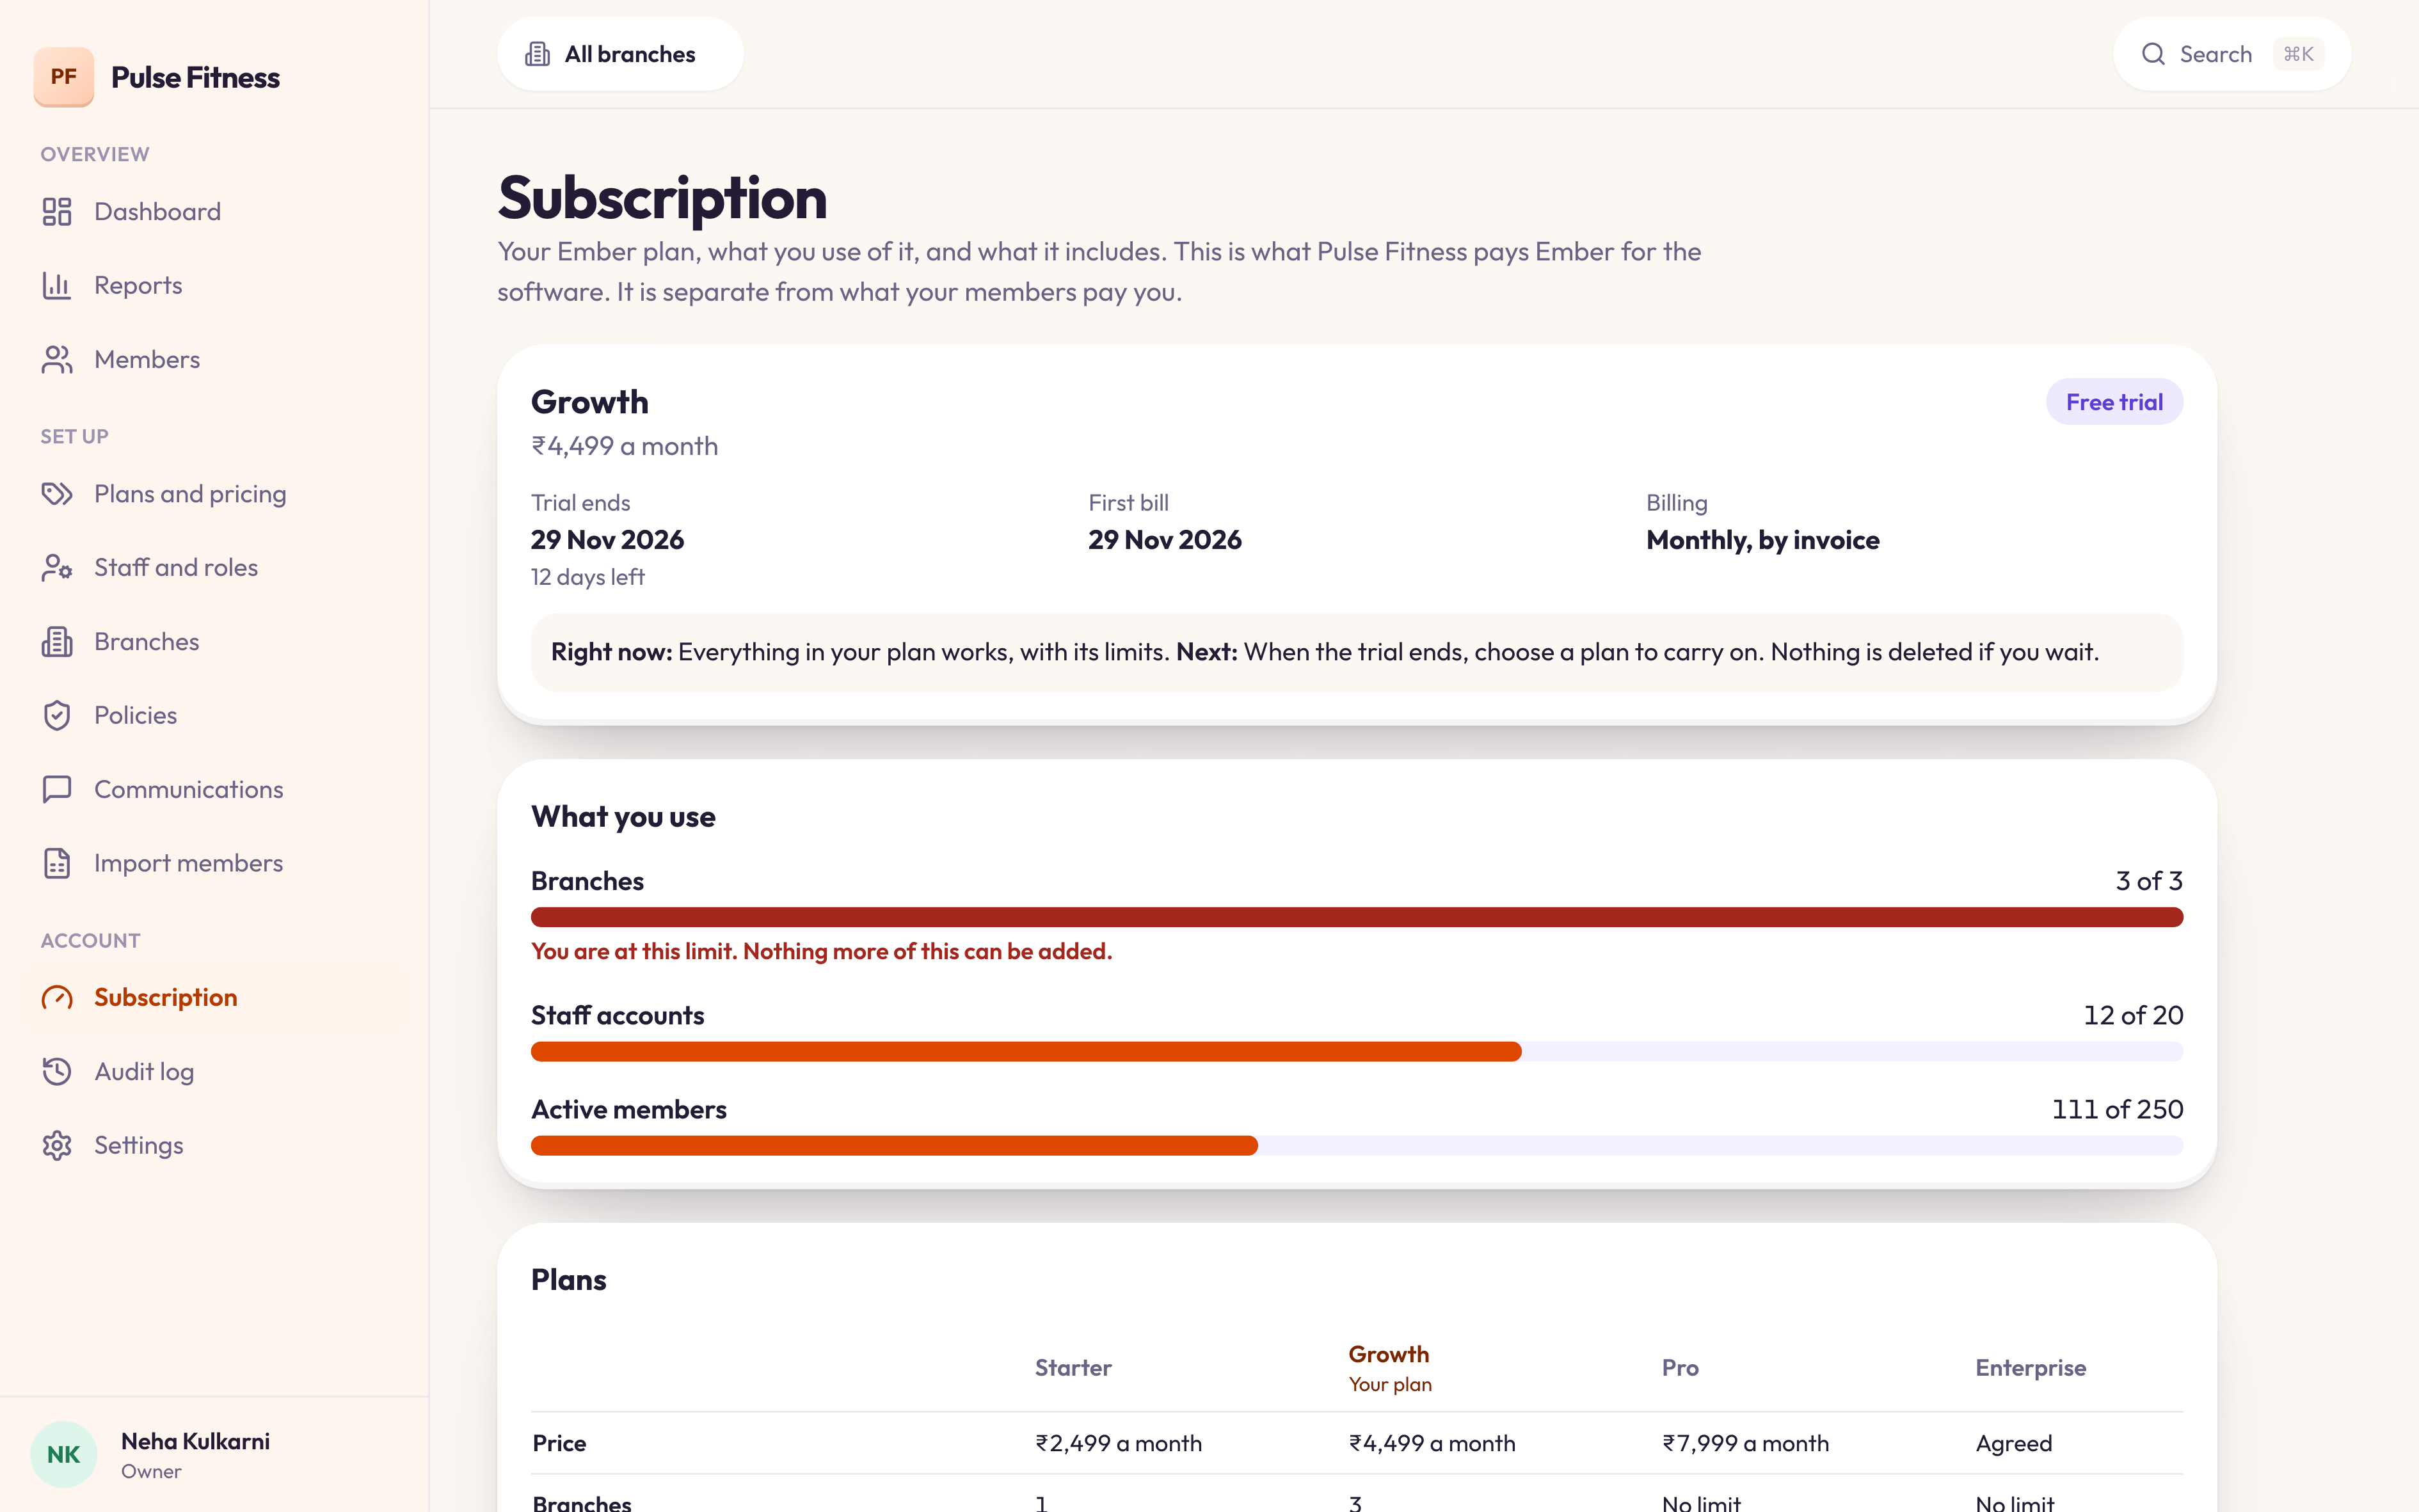 PF
Pulse Fitness
OVERVIEW
Dashboard
Reports
Members
SET UP
Plans and pricing
Staff and roles
Branches
Policies
Communications
Import members
ACCOUNT
Subscription
Audit log
Settings
NK
Neha Kulkarni
Owner
All branches
Search ⌘K
Subscription
Your Ember plan, what you use of it, and what it includes. This is what Pulse Fitness pays Ember for the
software. It is separate from what your members pay you.
Growth
Free trial
₹4,499 a month
Trial ends First bill Billing
29 Nov 2026 29 Nov 2026 Monthly, by invoice
12 days left
Right now: Everything in your plan works, with its limits. Next: When the trial ends, choose a plan to carry on. Nothing is deleted if you wait.
What you use
Branches 3 of 3
You are at this limit. Nothing more of this can be added.
Staff accounts 12 of 20
Active members 111 of 250
Plans
Starter Growth Pro Enterprise
Your plan
Price ₹2,499 a month ₹4,499 a month ₹7,999 a month Agreed
Branches 1 3 No limit No limit